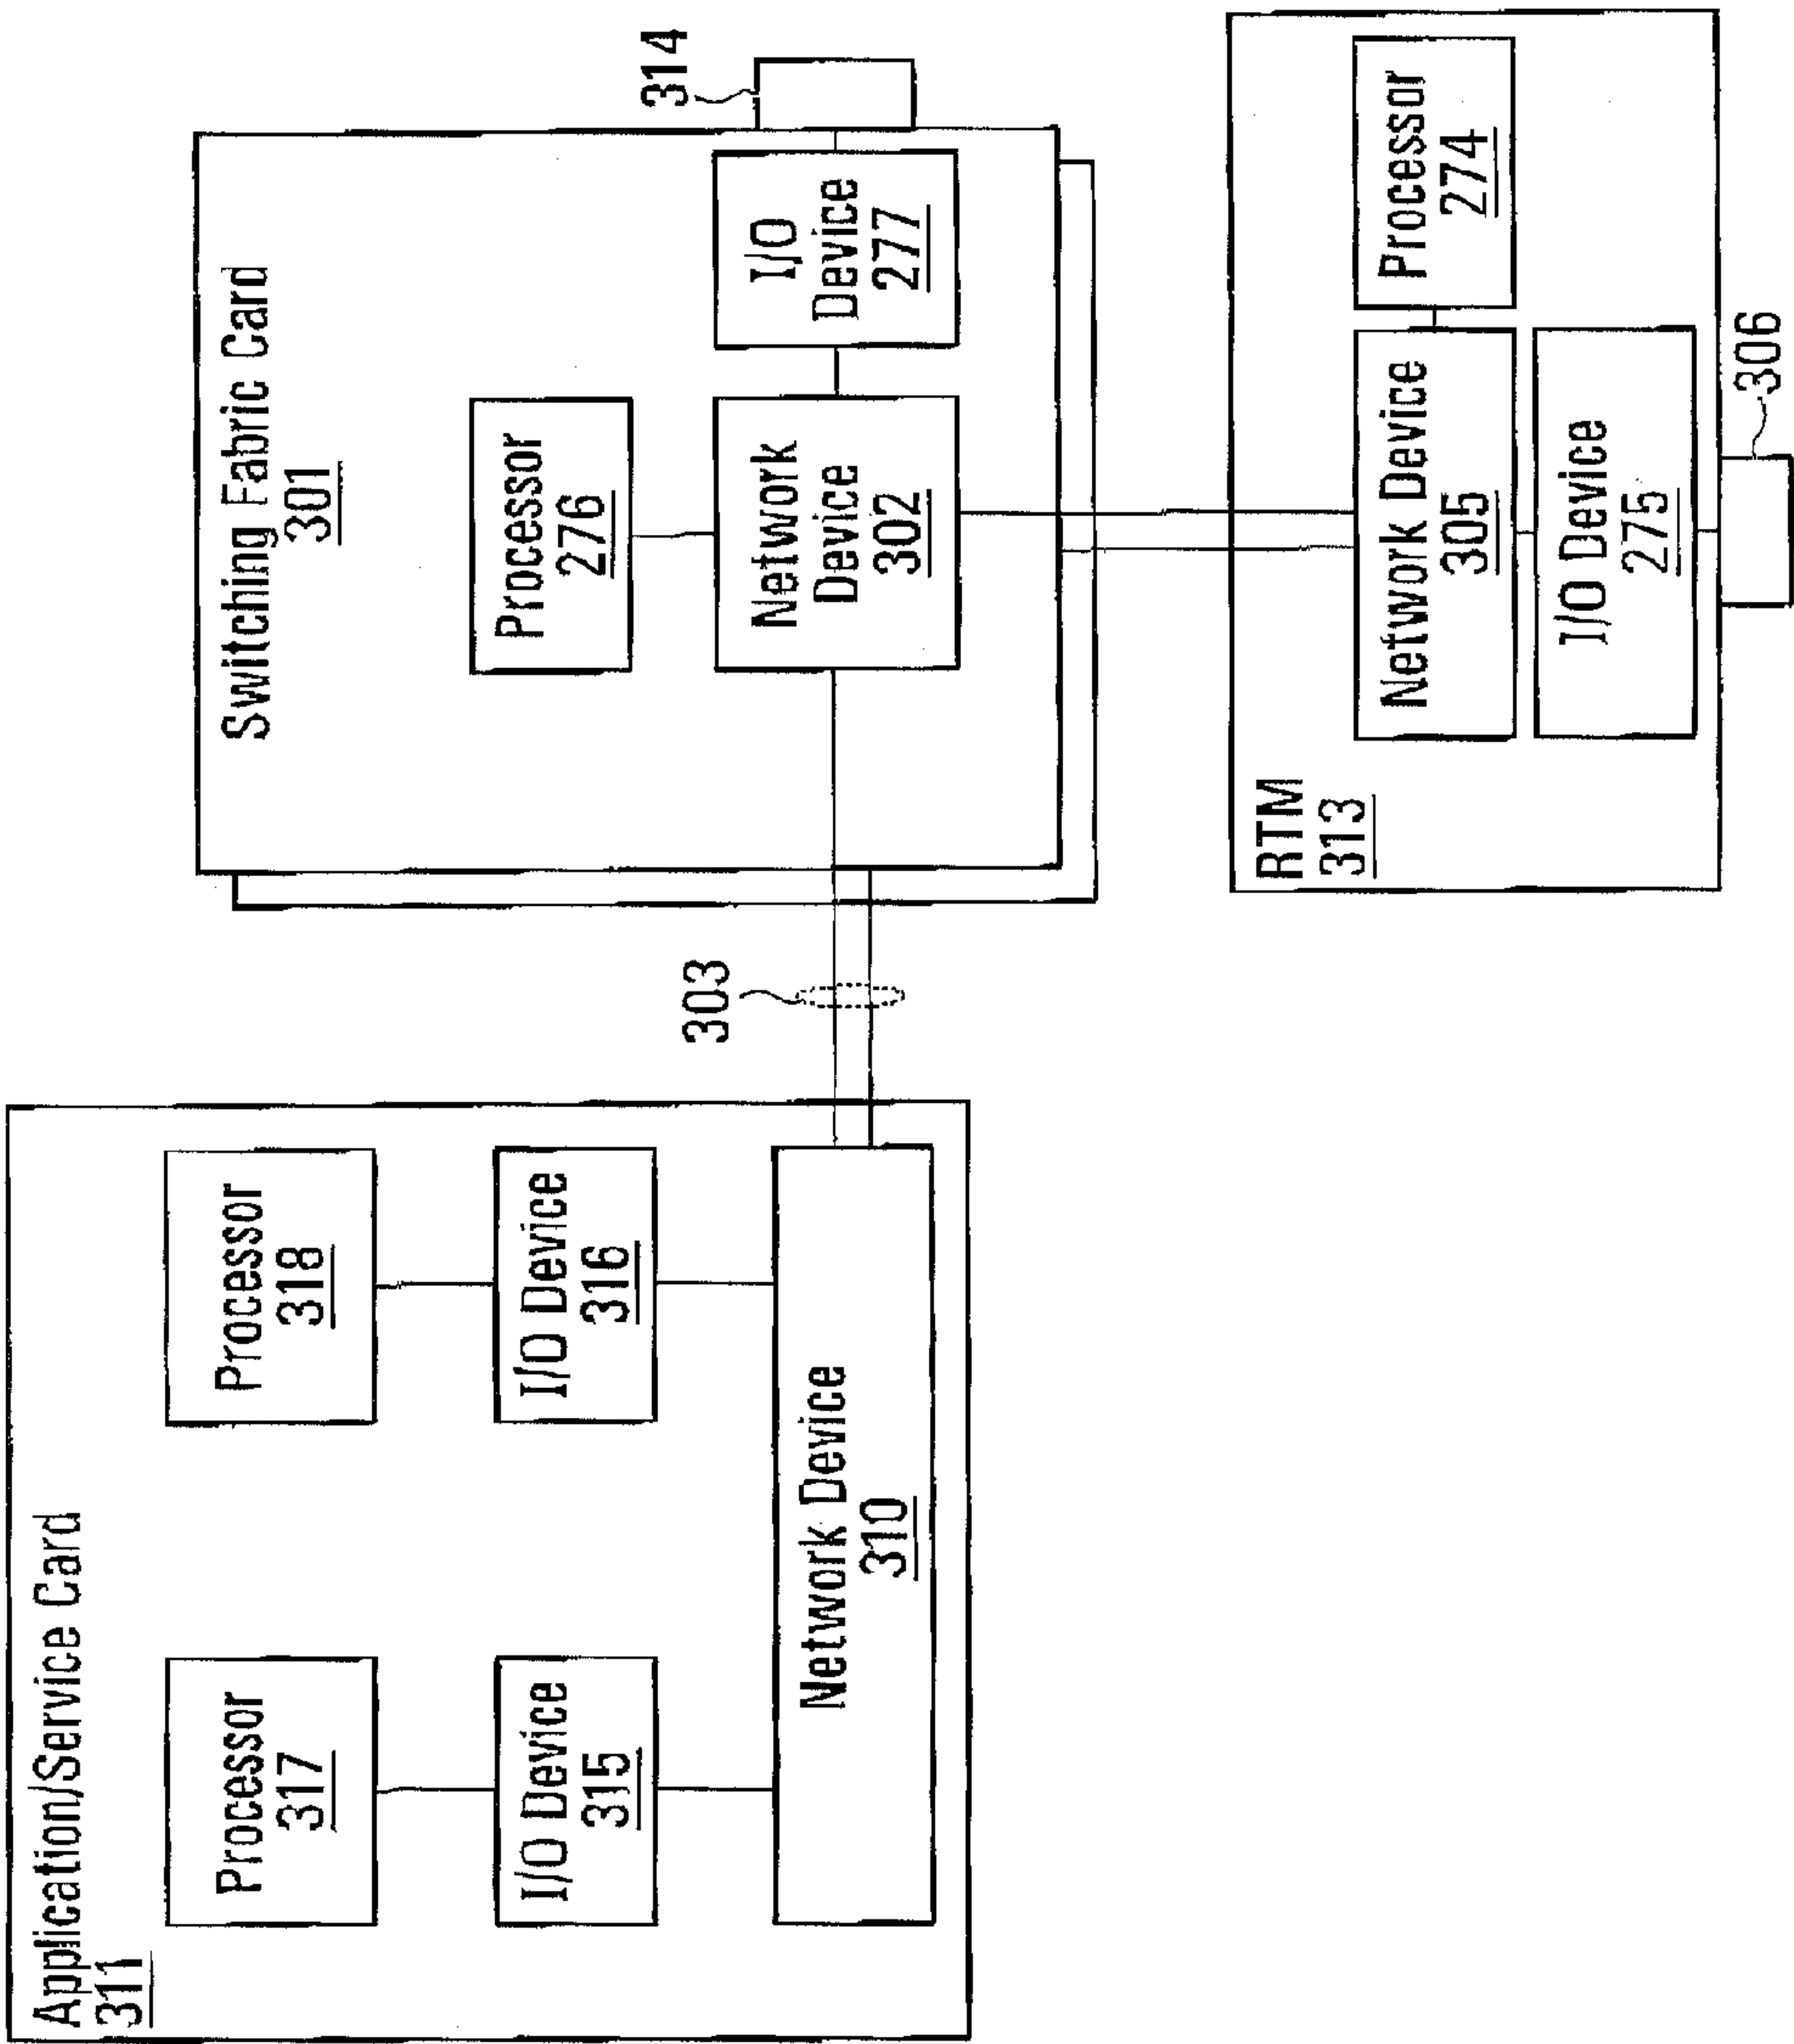 Application/Service Card
311
Processor
317
Processor
318
I/O Device
315
I/O Device
316
Network Device
310
303
Switching Fabric Card
301
Processor
276
Network
Device
302
I/O
Device
277
314
RTM
313
Network Device
305
Processor
274
I/O Device
275
306